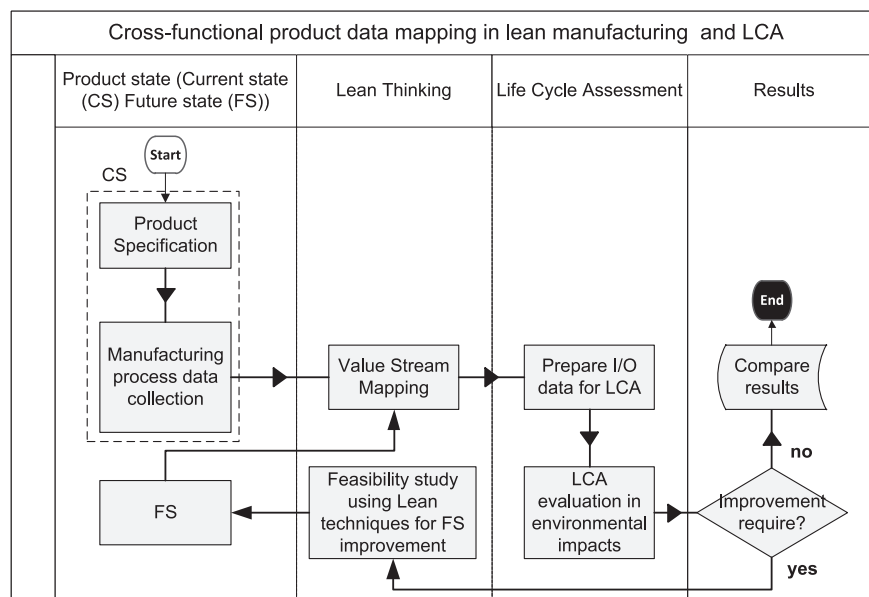 Cross-functional product data mapping in lean manufacturing and LCA
Product state (Current state
(CS) Future state (FS))
Lean Thinking
Life Cycle Assessment
Results
Start
CS
Product
Specification
Manufacturing
process data
collection
Value Stream
Mapping
Prepare I/O
data for LCA
Compare
results
End
no
FS
Feasibility study
using Lean
techniques for FS
improvement
LCA
evaluation in
environmental
impacts
Improvement
require?
yes